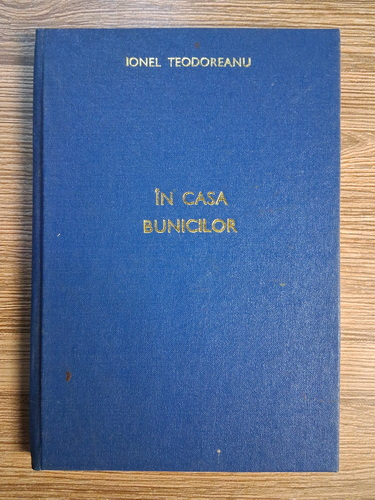 IONEL TEODOREANU
ÎN CASA
BUNICILOR